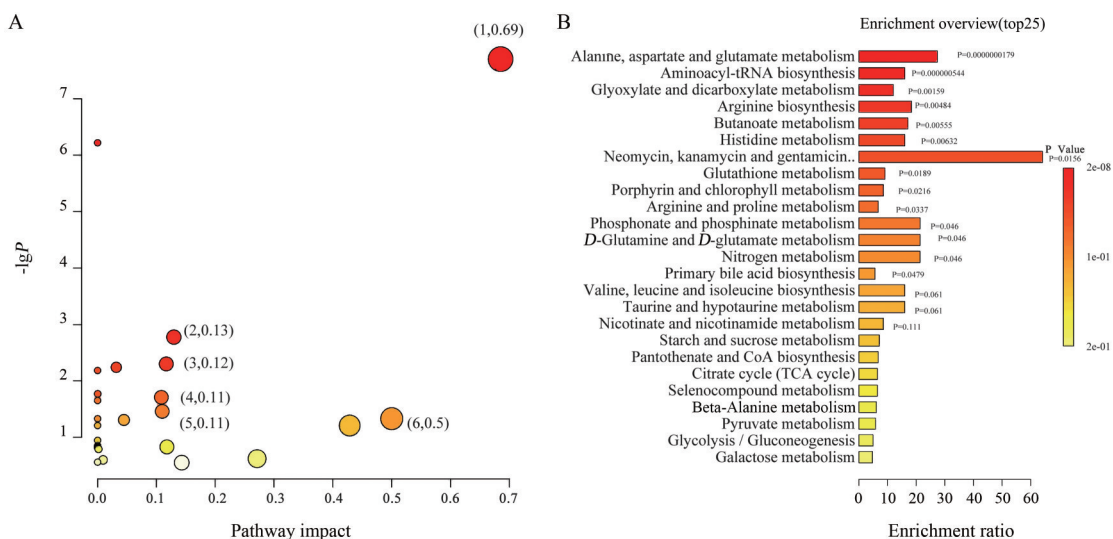 A
(1,0.69)
7
6
5
4
3
2
1
-lgP
(2,0.13)
(3,0.12)
(4,0.11)
(5,0.11)
(6,0.5)
0.0 0.1 0.2 0.3 0.4 0.5 0.6 0.7
Pathway impact
B
Enrichment overview(top25)
Alanine, aspartate and glutamate metabolism P=0.0000000179
Aminoacyl-tRNA biosynthesis P=0.000000544
Glyoxylate and dicarboxylate metabolism P=0.00159
Arginine biosynthesis P=0.00484
Butanoate metabolism P=0.00555
Histidine metabolism P=0.00632
Neomycin, kanamycin and gentamicin.. P=0.0156
Glutathione metabolism P=0.0189
Porphyrin and chlorophyll metabolism P=0.0216
Arginine and proline metabolism P=0.0337
Phosphonate and phosphinate metabolism P=0.046
D-Glutamine and D-glutamate metabolism P=0.046
Nitrogen metabolism P=0.046
Primary bile acid biosynthesis P=0.0479
Valine, leucine and isoleucine biosynthesis P=0.061
Taurine and hypotaurine metabolism P=0.061
Nicotinate and nicotinamide metabolism P=0.111
Starch and sucrose metabolism
Pantothenate and CoA biosynthesis
Citrate cycle (TCA cycle)
Selenocompound metabolism
Beta-Alanine metabolism
Pyruvate metabolism
Glycolysis / Gluconeogenesis
Galactose metabolism
0 10 20 30 40 50 60
Enrichment ratio
P Value
2e-08
1e-01
2e-01